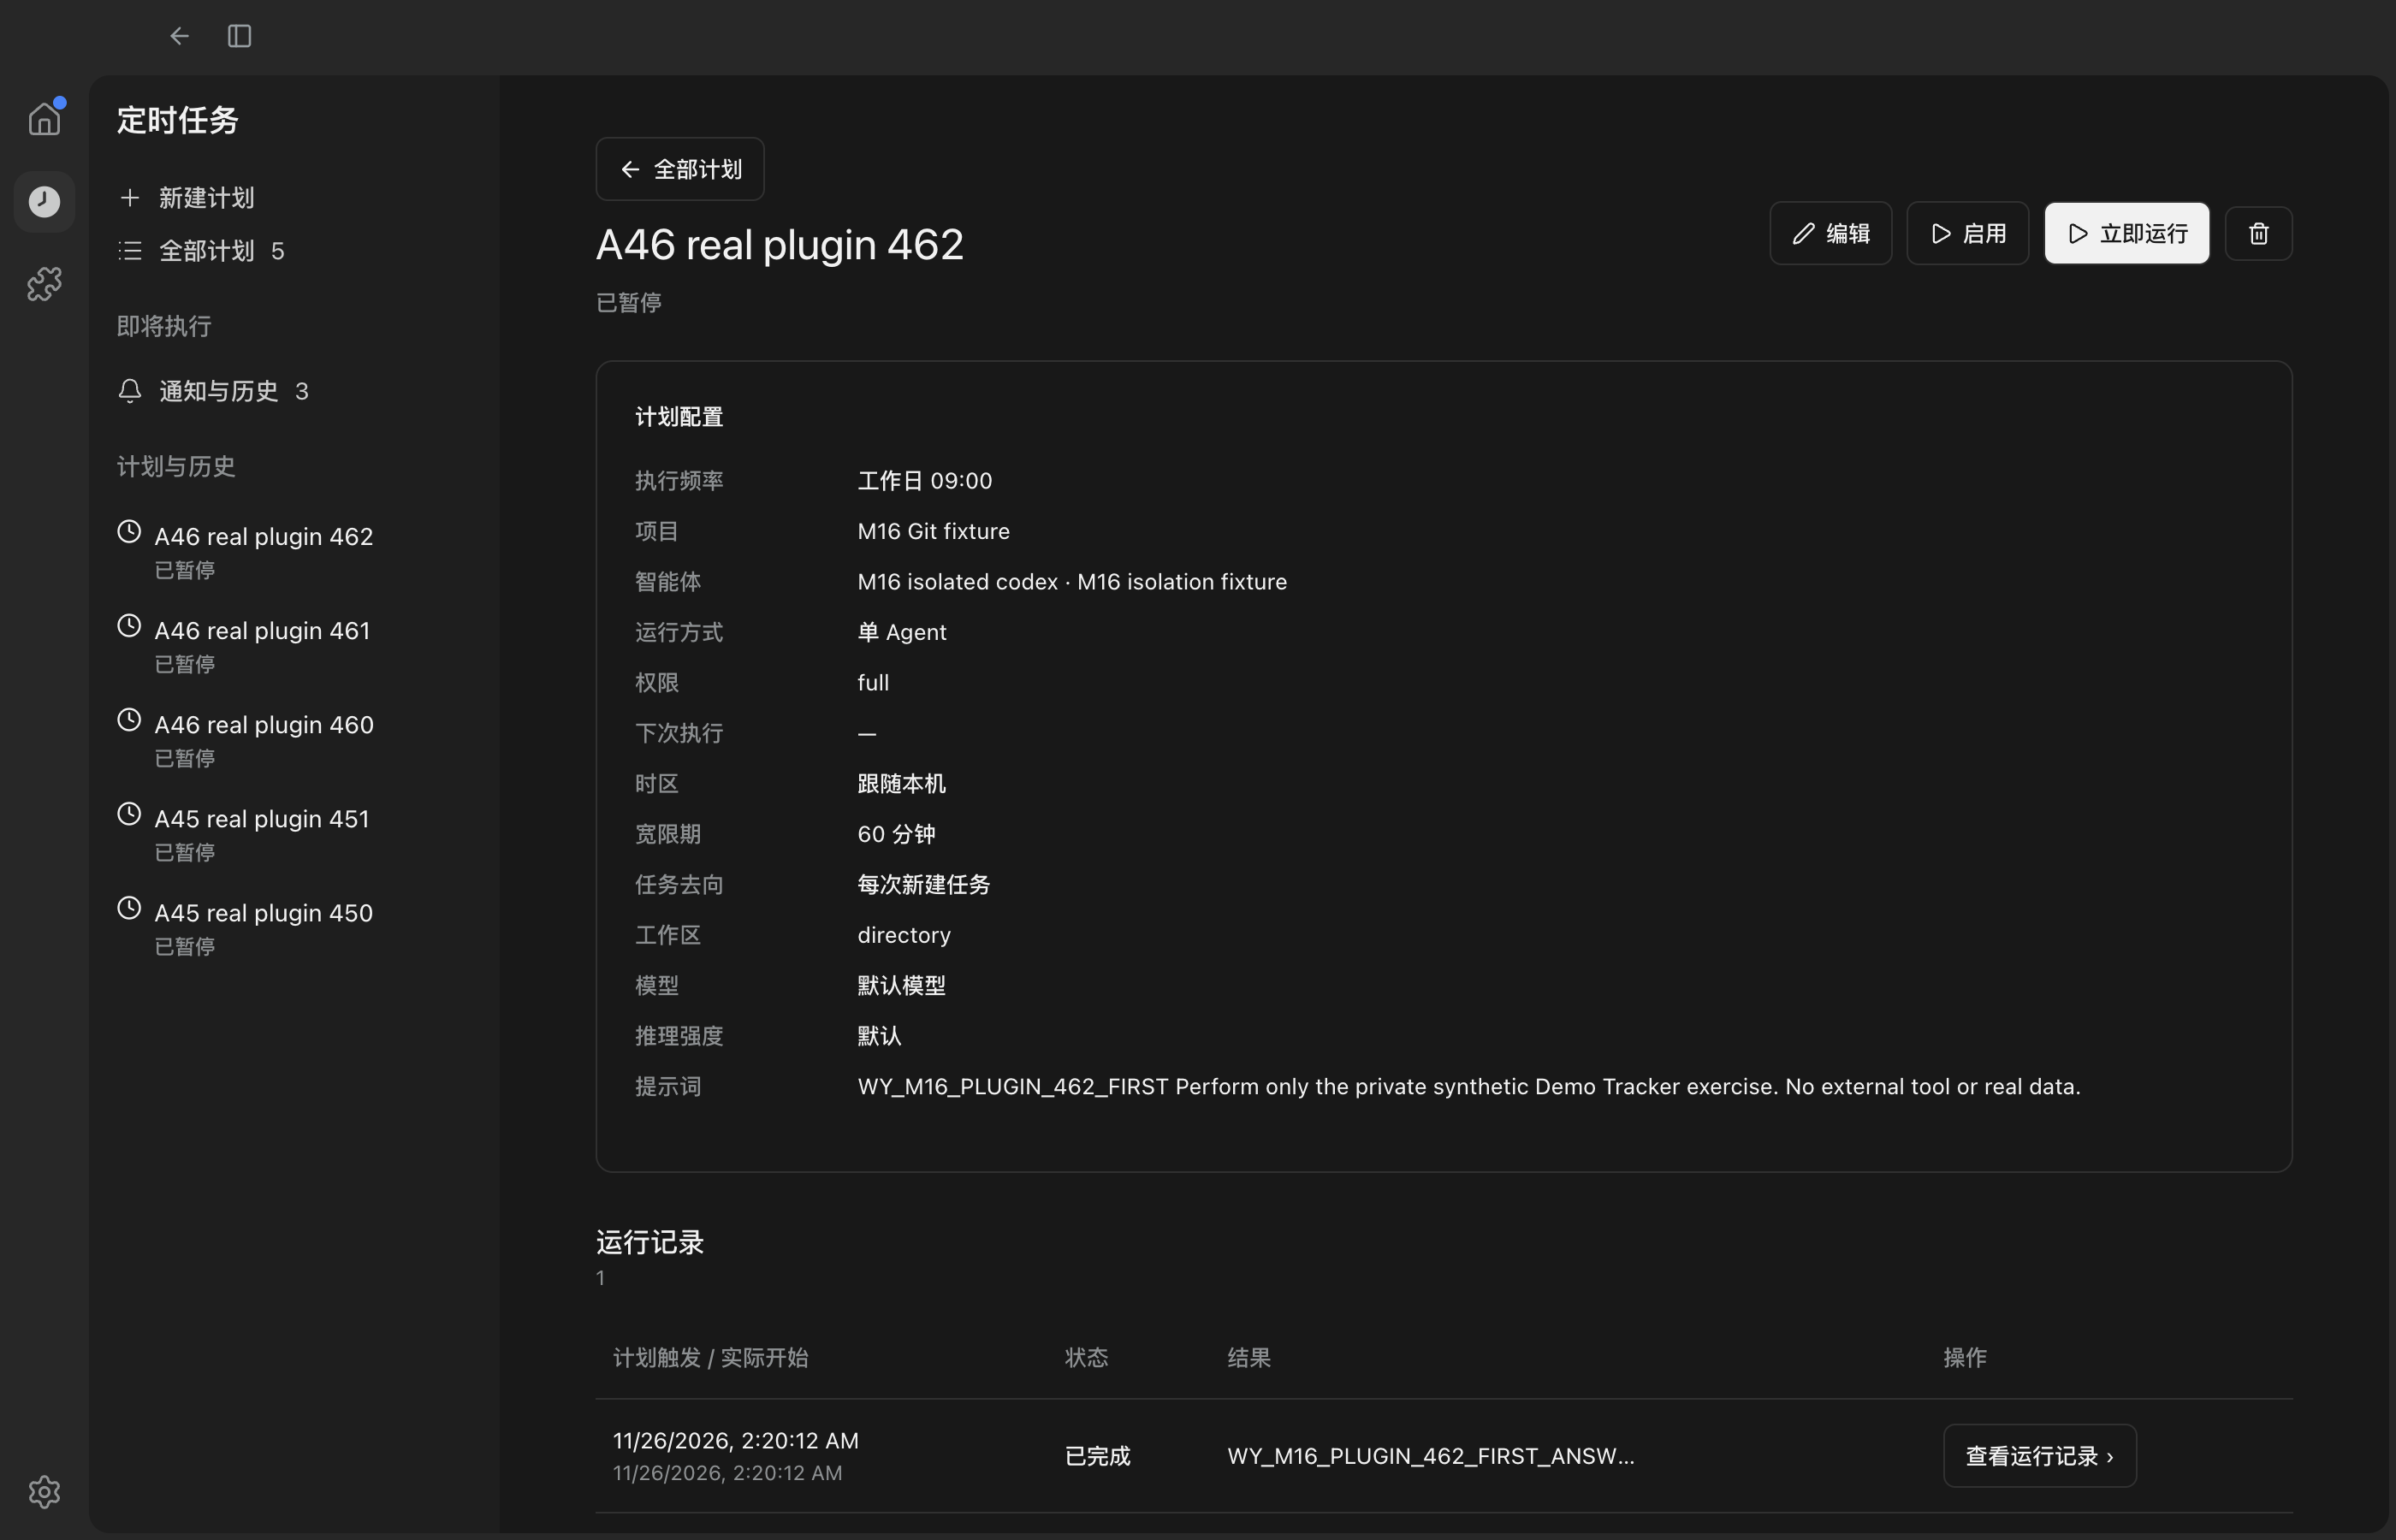 定时任务
新建计划
全部计划 5
即将执行
通知与历史 3
计划与历史
A46 real plugin 462
已暂停
A46 real plugin 461
已暂停
A46 real plugin 460
已暂停
A45 real plugin 451
已暂停
A45 real plugin 450
已暂停
全部计划
A46 real plugin 462
已暂停
编辑
启用
立即运行
计划配置
执行频率 工作日 09:00
项目 M16 Git fixture
智能体 M16 isolated codex · M16 isolation fixture
运行方式 单 Agent
权限 full
下次执行 —
时区 跟随本机
宽限期 60 分钟
任务去向 每次新建任务
工作区 directory
模型 默认模型
推理强度 默认
提示词 WY_M16_PLUGIN_462_FIRST Perform only the private synthetic Demo Tracker exercise. No external tool or real data.
运行记录
1
计划触发 / 实际开始 状态 结果 操作
11/26/2026, 2:20:12 AM
11/26/2026, 2:20:12 AM
已完成
WY_M16_PLUGIN_462_FIRST_ANSW...
查看运行记录 ›